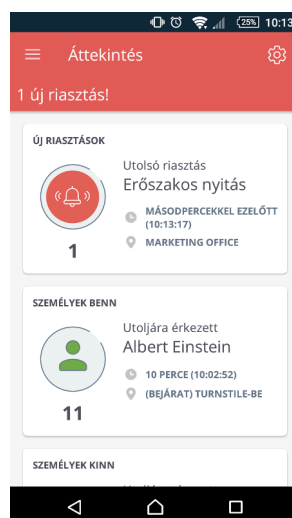 25% 10:13
Áttekintés
1 új riasztás!
ÚJ RIASZTÁSOK
Utolsó riasztás
Erőszakos nyitás
MÁSODPERCEKKEL EZELŐTT
(10:13:17)
MARKETING OFFICE
1
SZEMÉLYEK BENN
Utoljára érkezett
Albert Einstein
10 PERCE (10:02:52)
(BEJÁRAT) TURNSTILE-BE
11
SZEMÉLYEK KINN